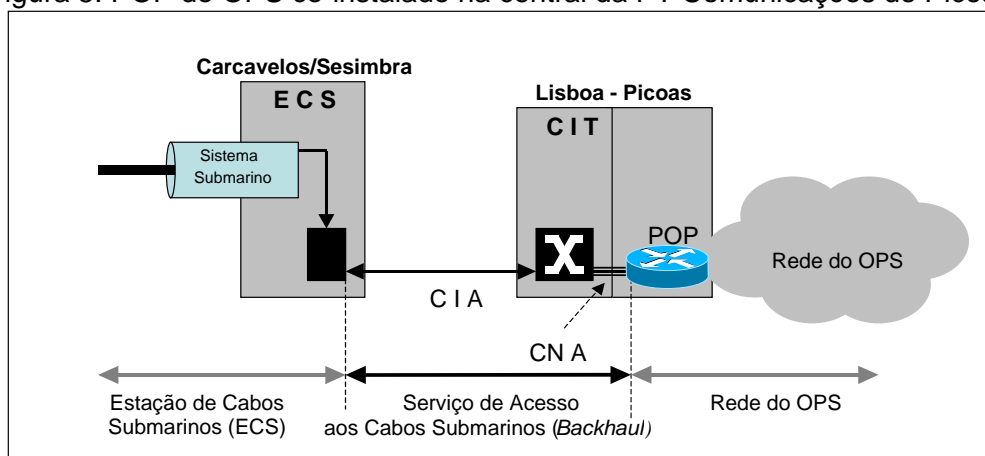 Carcavelos/Sesimbra
E C S
Sistema
Submarino
Lisboa - Picoas
C I T
POP
Rede do OPS
C I A
CN A
Estação de Cabos
Submarinos (ECS)
Serviço de Acesso
aos Cabos Submarinos (Backhaul)
Rede do OPS